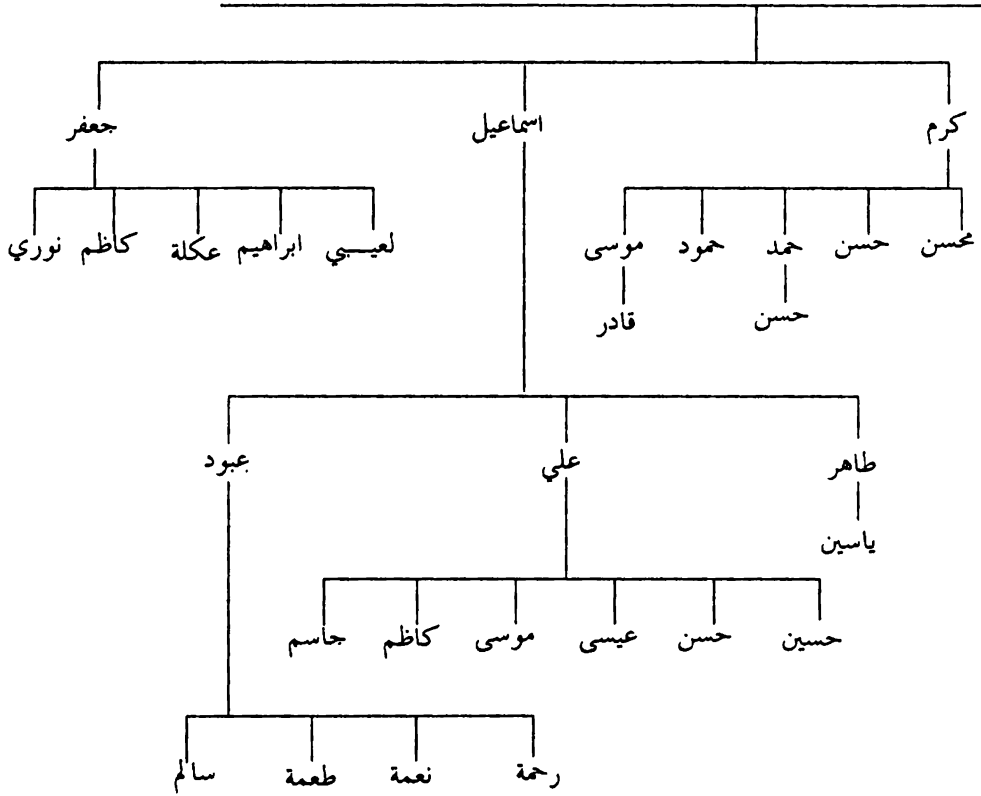 كرم اسماعيل جعفر
محسن حسن حمد حمود موسى لعيـبي ابراهيم عكلة كاظم نوري
حسن قادر
طاهر علي عبود
ياسين
حسين حسن عيسى موسى كاظم جاسم
رحمة نعمة طعمة سالم